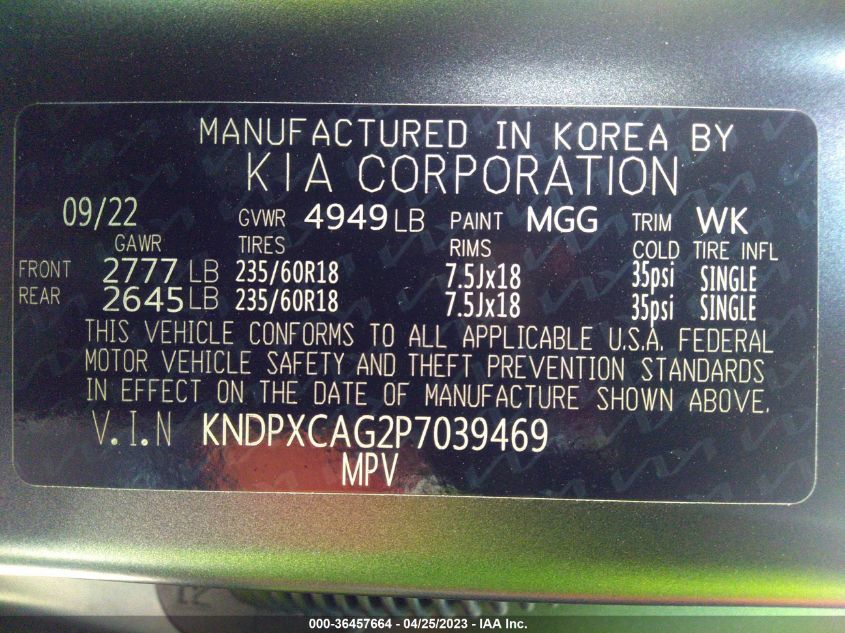 MANUFACTURED IN KOREA BY
KIA CORPORATION
09/22 GVWR 4949 LB PAINT MGG TRIM WK
GAWR TIRES RIMS COLD TIRE INFL
FRONT 2777 LB 235/60R18 7.5Jx18 35psi SINGLE
REAR 2645 LB 235/60R18 7.5Jx18 35psi SINGLE
THIS VEHICLE CONFORMS TO ALL APPLICABLE U.S.A. FEDERAL
MOTOR VEHICLE SAFETY AND THEFT PREVENTION STANDARDS
IN EFFECT ON THE DATE OF MANUFACTURE SHOWN ABOVE.
V.I.N KNDPXCAG2P7039469
MPV
000-36457664 - 04/25/2023 - IAA Inc.